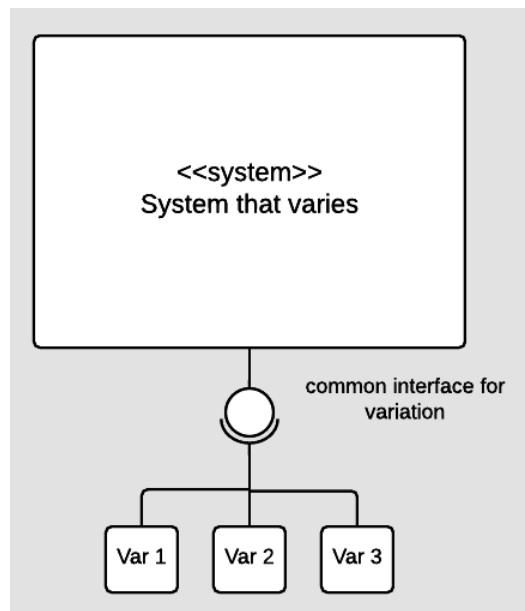 <<system>>
System that varies
common interface for
variation
Var 1
Var 2
Var 3